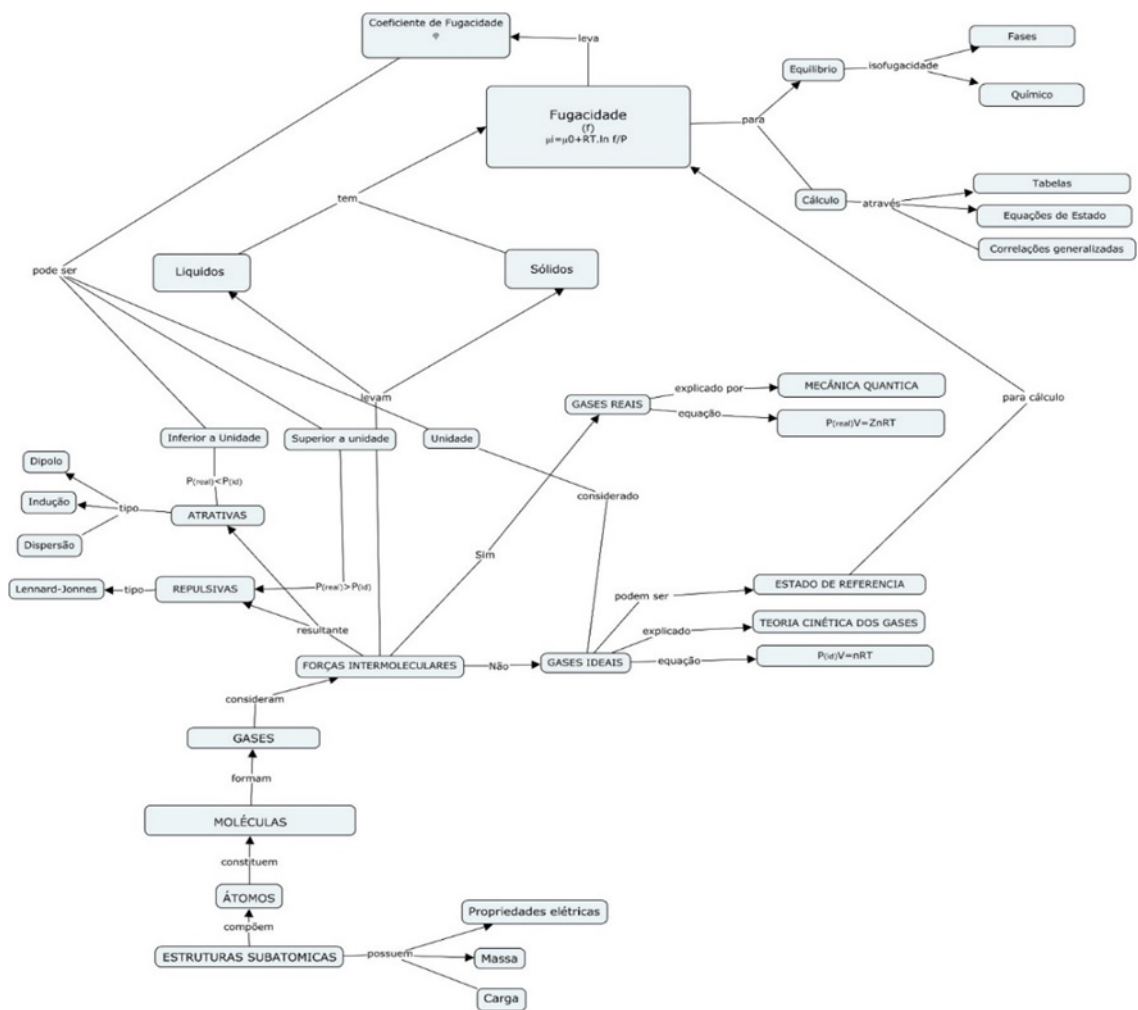 Coeficiente de Fugacidade
φ
leva
Fases
Equilibrio
isofugacidade
Químico
Fugacidade
(f)
μi=μ0+RT.ln f/P
para
Tabelas
Cálculo
através
Equações de Estado
Correlações generalizadas
tem
Liquidos
Sólidos
pode ser
levam
explicado por
MECÂNICA QUANTICA
GASES REAIS
equação
P(real)V=ZnRT
para cálculo
Inferior a Unidade
Superior a unidade
Unidade
Dipolo
P(real)<P(id)
Indução
tipo
ATRATIVAS
considerado
Dispersão
Sim
Lennard-Jonnes
tipo
REPULSIVAS
P(real)>P(id)
podem ser
ESTADO DE REFERENCIA
resultante
explicado
TEORIA CINÉTICA DOS GASES
FORÇAS INTERMOLECULARES
Não
GASES IDEAIS
equação
P(id)V=nRT
consideram
GASES
formam
MOLÉCULAS
constituem
ÁTOMOS
compõem
Propriedades elétricas
ESTRUTURAS SUBATOMICAS
possuem
Massa
Carga